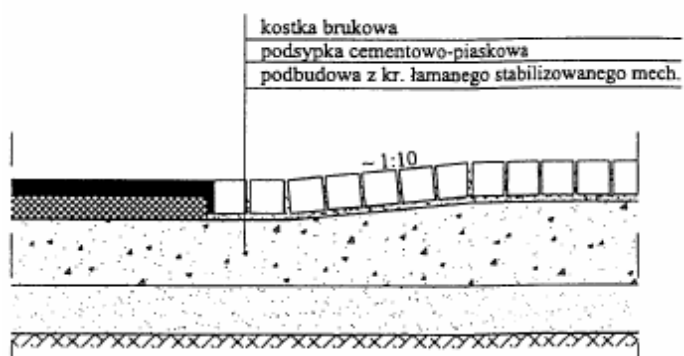 kostka brukowa
podsypka cementowo-piaskowa
podbudowa z kr. łamanego stabilizowanego mech.
~ 1:10